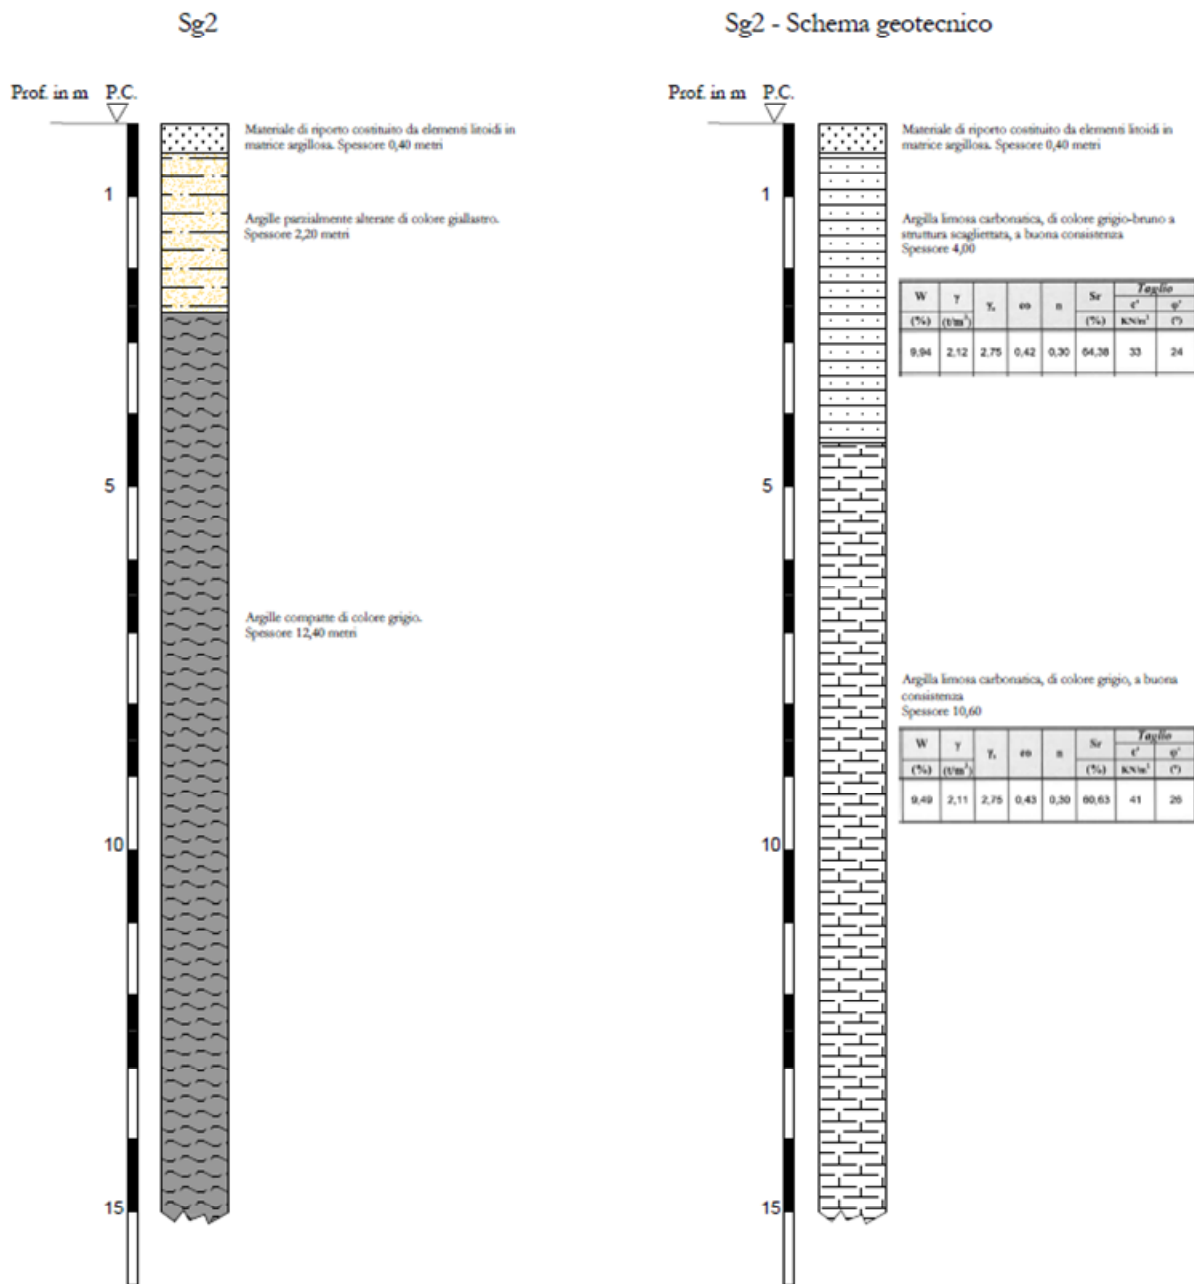 Sg2
Prof. in m P.C.
Materiale di riporto costituito da elementi litoidi in
matrice argillosa. Spessore 0,40 metri
1
Argille parzialmente alterate di colore giallastro.
Spessore 2,20 metri
5
Argille compatte di colore grigio.
Spessore 12,40 metri
10
15
Sg2 - Schema geotecnico
Prof. in m P.C.
Materiale di riporto costituito da elementi litoidi in
matrice argillosa. Spessore 0,40 metri
1
Argilla limosa carbonatica, di colore grigio-bruno a
struttura scagliettata, a buona consistenza
Spessore 4,00
W γ γs eo n Sr Taglio
c' φ'
(%) (t/m³) (%) KN/m² (°)
9,94 2,12 2,75 0,42 0,30 64,38 33 24
5
Argilla limosa carbonatica, di colore grigio, a buona
consistenza
Spessore 10,60
W γ γs eo n Sr Taglio
c' φ'
(%) (t/m³) (%) KN/m² (°)
9,49 2,11 2,75 0,43 0,30 60,63 41 26
10
15